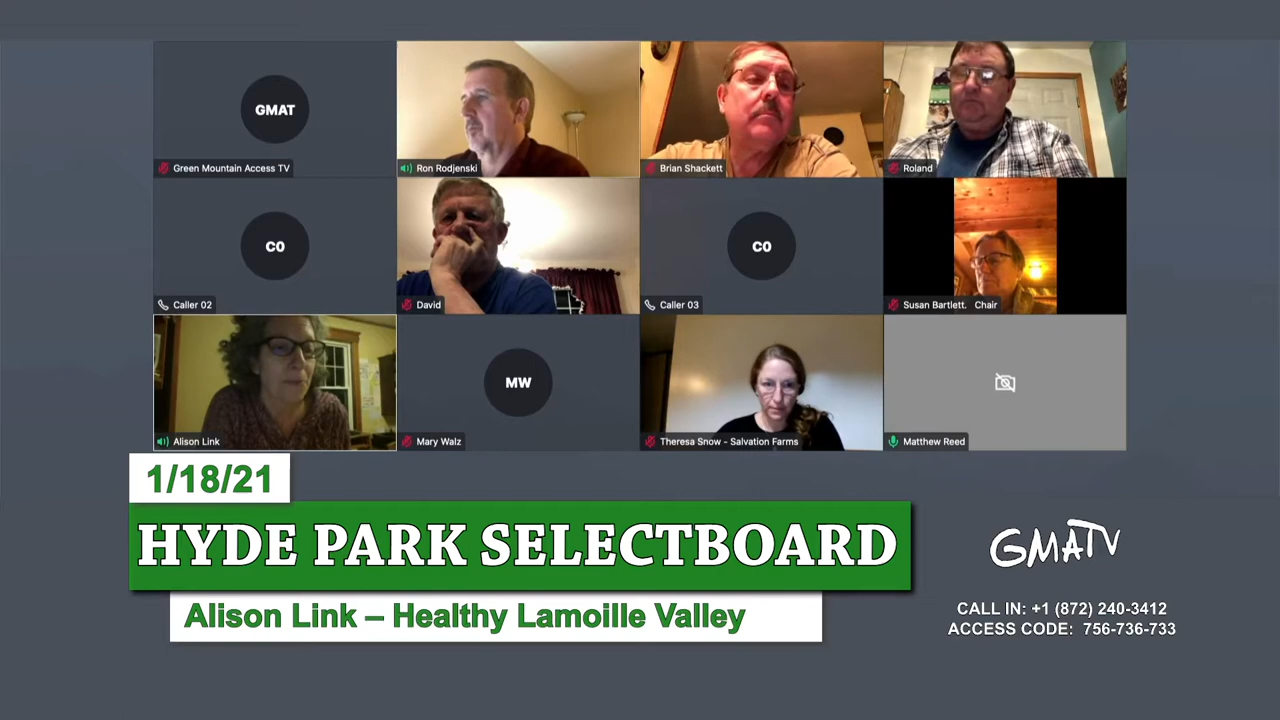 GMAT
Green Mountain Access TV
Ron Rodjenski
Brian Shackett
Roland
C0
Caller 02
David
C0
Caller 03
Susan Bartlett. Chair
Alison Link
MW
Mary Walz
Theresa Snow - Salvation Farms
Matthew Reed
1/18/21
HYDE PARK SELECTBOARD
Alison Link – Healthy Lamoille Valley
GMATV
CALL IN: +1 (872) 240-3412
ACCESS CODE: 756-736-733